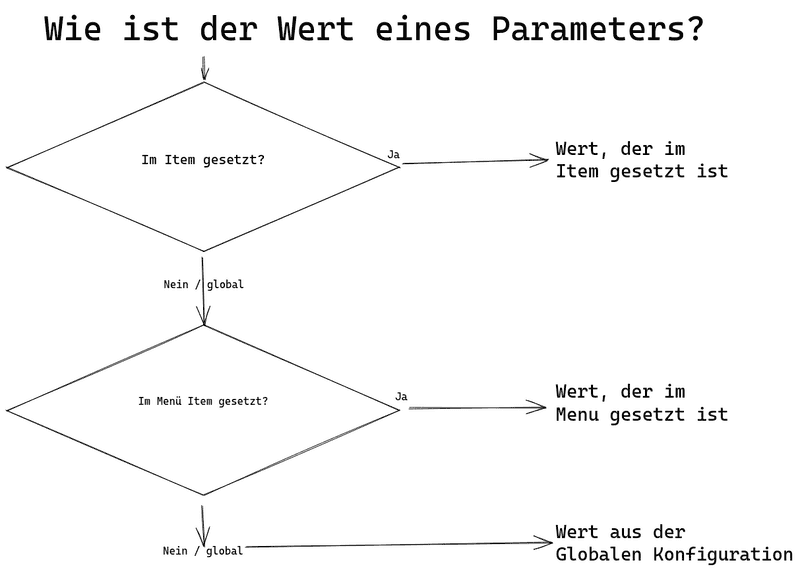 Wie ist der Wert eines Parameters?
Im Item gesetzt?
Ja
Wert, der im
Item gesetzt ist
Nein / global
Im Menü Item gesetzt?
Ja
Wert, der im
Menu gesetzt ist
Nein / global
Wert aus der
Globalen Konfiguration